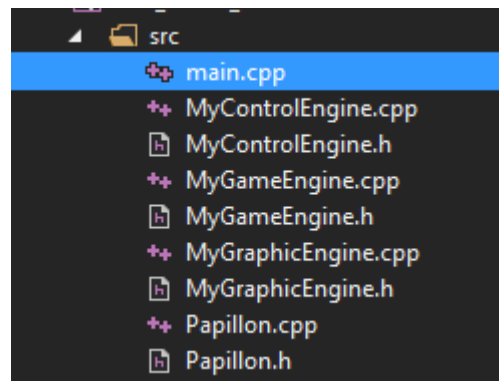 src
main.cpp
MyControlEngine.cpp
MyControlEngine.h
MyGameEngine.cpp
MyGameEngine.h
MyGraphicEngine.cpp
MyGraphicEngine.h
Papillon.cpp
Papillon.h